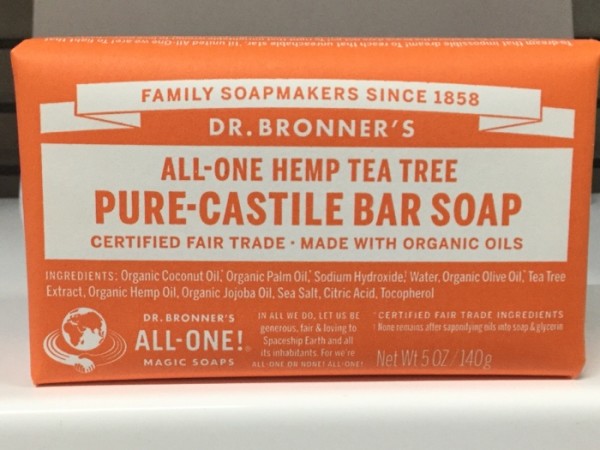 FAMILY SOAPMAKERS SINCE 1858
DR. BRONNER'S
ALL-ONE HEMP TEA TREE
PURE-CASTILE BAR SOAP
CERTIFIED FAIR TRADE · MADE WITH ORGANIC OILS
INGREDIENTS: Organic Coconut Oil,* Organic Palm Oil,* Sodium Hydroxide,† Water, Organic Olive Oil,* Tea Tree
Extract, Organic Hemp Oil, Organic Jojoba Oil, Sea Salt, Citric Acid, Tocopherol
DR. BRONNER'S
ALL-ONE!
MAGIC SOAPS
IN ALL WE DO, LET US BE
generous, fair & loving to
Spaceship Earth and all
its inhabitants. For we're
ALL-ONE OR NONE! ALL-ONE!
*CERTIFIED FAIR TRADE INGREDIENTS
† None remains after saponifying oils into soap & glycerin
Net Wt 5 OZ/140g